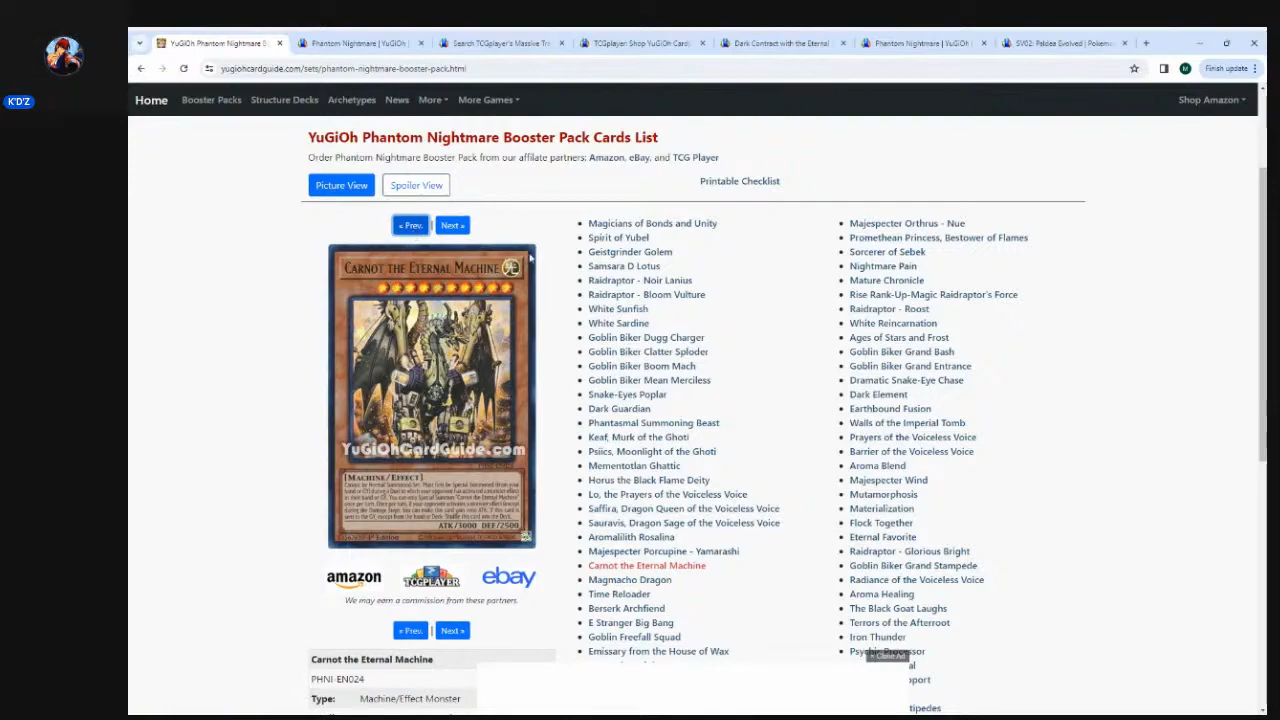 K'D'Z
YuGiOh Phantom Nightmare B
Phantom Nightmare | YuGiOh |
Search TCGplayer's Massive Tr
TCGplayer: Shop YuGiOh Cards
Dark Contract with the Eternal
Phantom Nightmare | YuGiOh |
SV02: Paldea Evolved | Pokem
yugiohcardguide.com/sets/phantom-nightmare-booster-pack.html
M
Finish update
Home
Booster Packs
Structure Decks
Archetypes
News
More
More Games
Shop Amazon
YuGiOh Phantom Nightmare Booster Pack Cards List
Order Phantom Nightmare Booster Pack from our affilate partners: Amazon, eBay, and TCG Player
Picture View
Spoiler View
Printable Checklist
« Prev. | Next »
CARNOT THE ETERNAL MACHINE
YuGiOhCardGuide.com
[MACHINE/EFFECT]
ATK/3000 DEF/2500
amazon
TCGPLAYER
ebay
We may earn a commission from these partners.
« Prev. | Next »
Carnot the Eternal Machine
PHNI-EN024
Type: Machine/Effect Monster
Magicians of Bonds and Unity
Spirit of Yubel
Geistgrinder Golem
Samsara D Lotus
Raidraptor - Noir Lanius
Raidraptor - Bloom Vulture
White Sunfish
White Sardine
Goblin Biker Dugg Charger
Goblin Biker Clatter Sploder
Goblin Biker Boom Mach
Goblin Biker Mean Merciless
Snake-Eyes Poplar
Dark Guardian
Phantasmal Summoning Beast
Keaf, Murk of the Ghoti
Psiics, Moonlight of the Ghoti
Mementotlan Ghattic
Horus the Black Flame Deity
Lo, the Prayers of the Voiceless Voice
Saffira, Dragon Queen of the Voiceless Voice
Sauravis, Dragon Sage of the Voiceless Voice
Aromalilith Rosalina
Majespecter Porcupine - Yamarashi
Carnot the Eternal Machine
Magmacho Dragon
Time Reloader
Berserk Archfiend
E Stranger Big Bang
Goblin Freefall Squad
Emissary from the House of Wax
Majespecter Orthrus - Nue
Promethean Princess, Bestower of Flames
Sorcerer of Sebek
Nightmare Pain
Mature Chronicle
Rise Rank-Up-Magic Raidraptor's Force
Raidraptor - Roost
White Reincarnation
Ages of Stars and Frost
Goblin Biker Grand Bash
Goblin Biker Grand Entrance
Dramatic Snake-Eye Chase
Dark Element
Earthbound Fusion
Walls of the Imperial Tomb
Prayers of the Voiceless Voice
Barrier of the Voiceless Voice
Aroma Blend
Majespecter Wind
Mutamorphosis
Materialization
Flock Together
Eternal Favorite
Raidraptor - Glorious Bright
Goblin Biker Grand Stampede
Radiance of the Voiceless Voice
Aroma Healing
The Black Goat Laughs
Terrors of the Afterroot
Iron Thunder
Psychic Processor
Close Ad
al
pport
tipedes